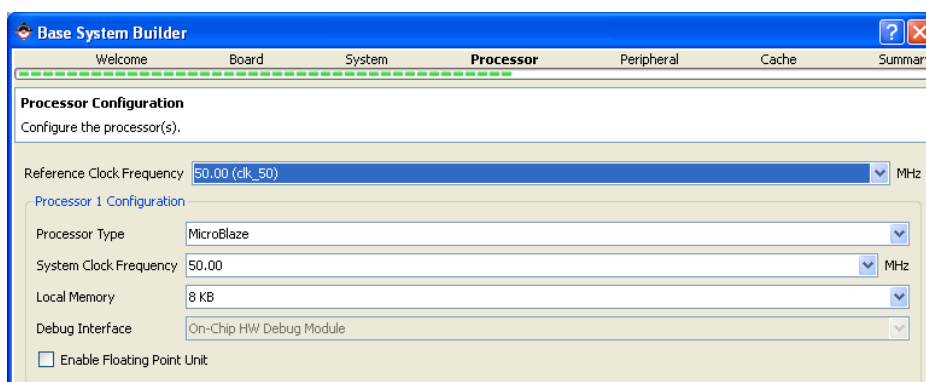 Base System Builder
Welcome Board System Processor Peripheral Cache Summar
Processor Configuration
Configure the processor(s).
Reference Clock Frequency 50.00 (clk_50) MHz
Processor 1 Configuration
Processor Type MicroBlaze
System Clock Frequency 50.00 MHz
Local Memory 8 KB
Debug Interface On-Chip HW Debug Module
Enable Floating Point Unit